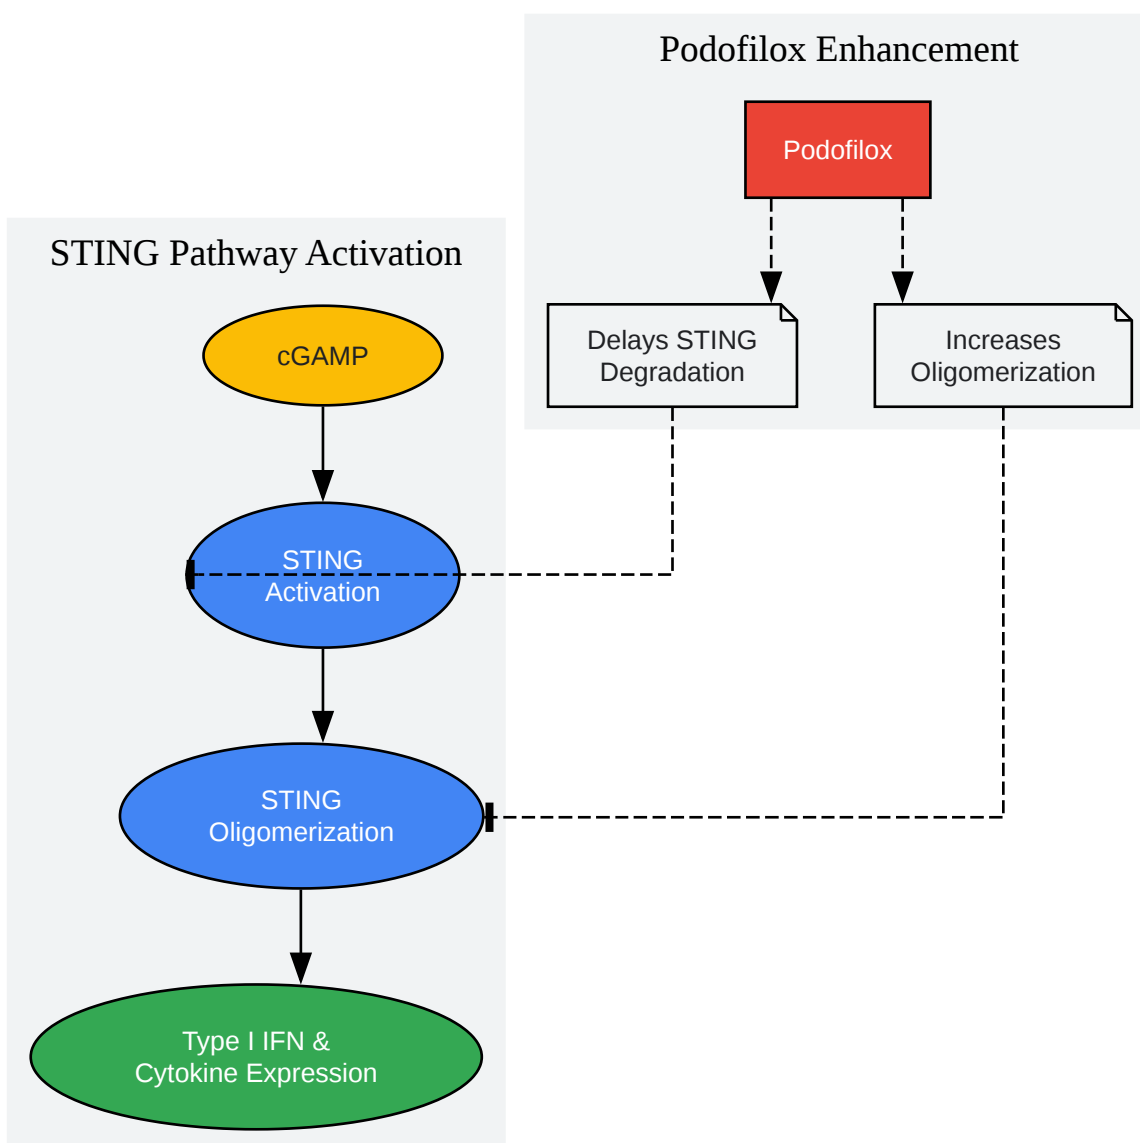 Podofilox Enhancement
Podofilox
Delays STING
Degradation
Increases
Oligomerization
STING Pathway Activation
cGAMP
STING
Activation
STING
Oligomerization
Type I IFN &
Cytokine Expression